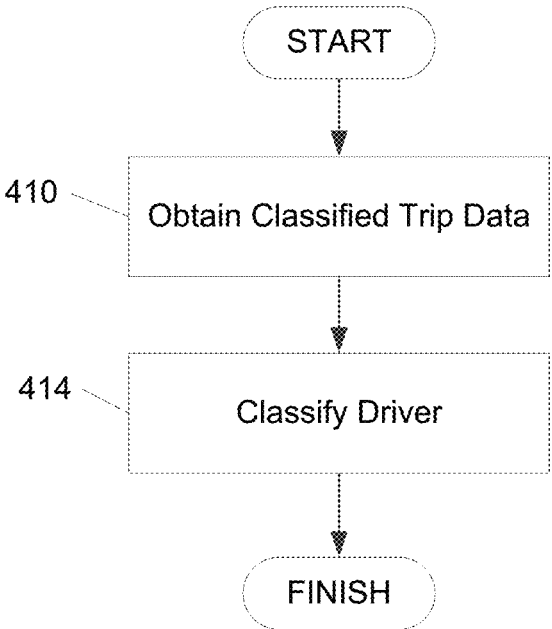 START
410
Obtain Classified Trip Data
414
Classify Driver
FINISH